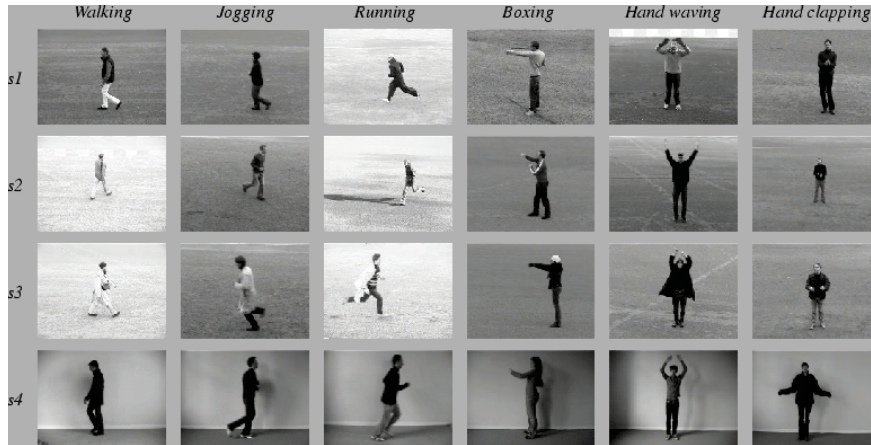 Walking Jogging Running Boxing Hand waving Hand clapping
s1
s2
s3
s4